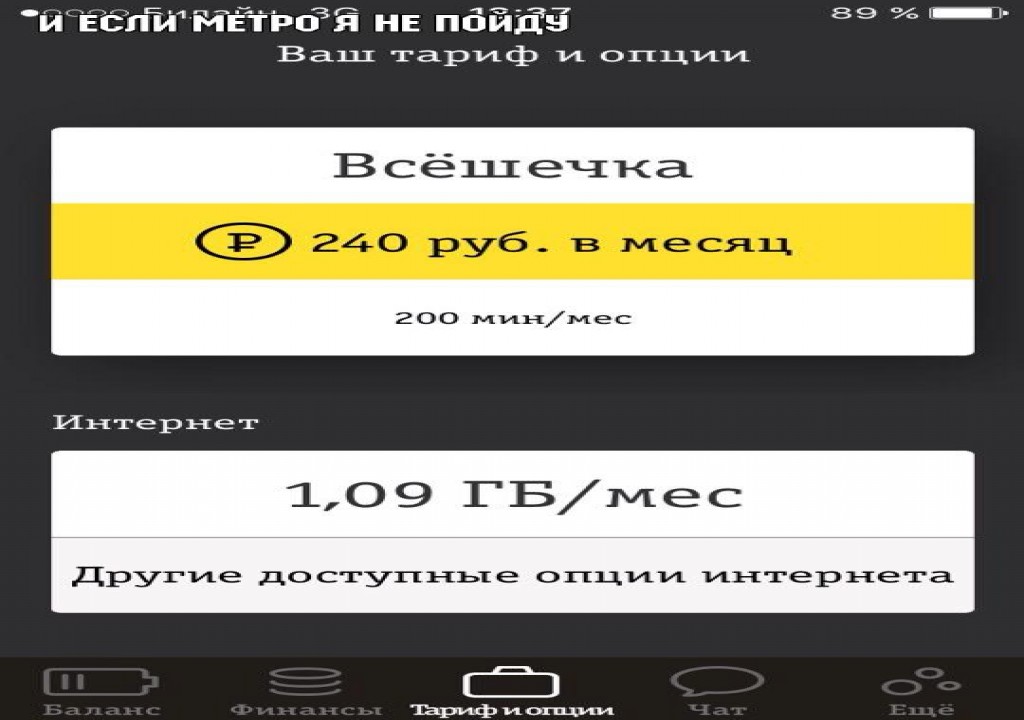 И ЕСЛИ МЕТРО Я НЕ ПОЙДУ
89 %
Ваш тариф и опции
Всёшечка
₽ 240 руб. в месяц
200 мин/мес
Интернет
1,09 ГБ/мес
Другие доступные опции интернета
Баланс
Финансы
Тариф и опции
Чат
Ещё